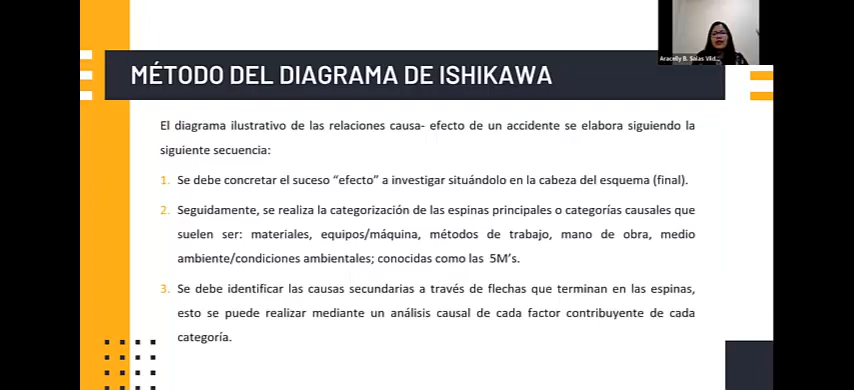 Aracelly B. Salas Vild...
MÉTODO DEL DIAGRAMA DE ISHIKAWA
El diagrama ilustrativo de las relaciones causa- efecto de un accidente se elabora siguiendo la
siguiente secuencia:
1. Se debe concretar el suceso “efecto” a investigar situándolo en la cabeza del esquema (final).
2. Seguidamente, se realiza la categorización de las espinas principales o categorías causales que
suelen ser: materiales, equipos/máquina, métodos de trabajo, mano de obra, medio
ambiente/condiciones ambientales; conocidas como las 5M’s.
3. Se debe identificar las causas secundarias a través de flechas que terminan en las espinas,
esto se puede realizar mediante un análisis causal de cada factor contribuyente de cada
categoría.